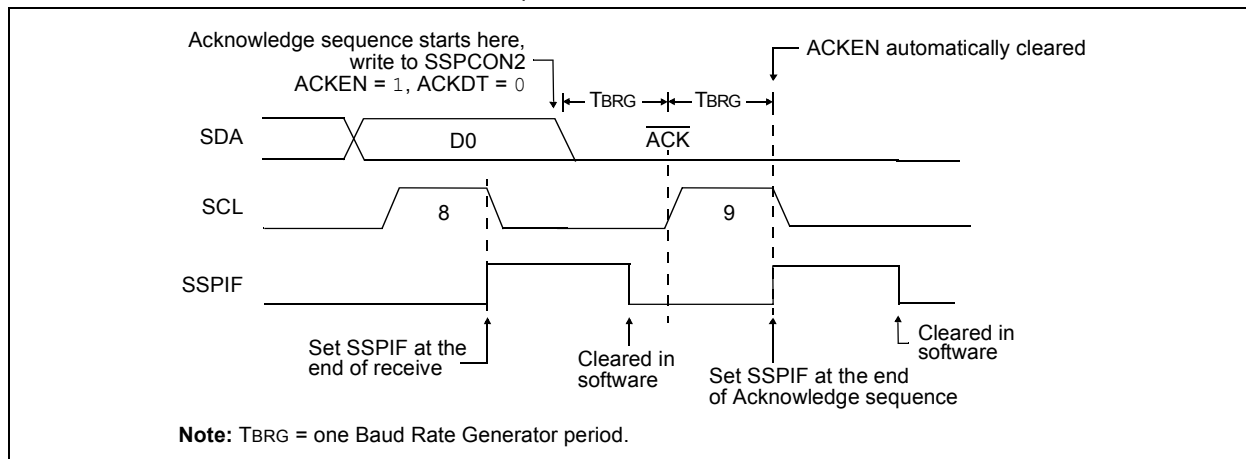 Acknowledge sequence starts here,
write to SSPCON2
ACKEN = 1, ACKDT = 0
ACKEN automatically cleared
TBRG
TBRG
SDA
D0
ACK
SCL
8
9
SSPIF
Set SSPIF at the
end of receive
Cleared in
software
Set SSPIF at the end
of Acknowledge sequence
Cleared in
software
Note: TBRG = one Baud Rate Generator period.